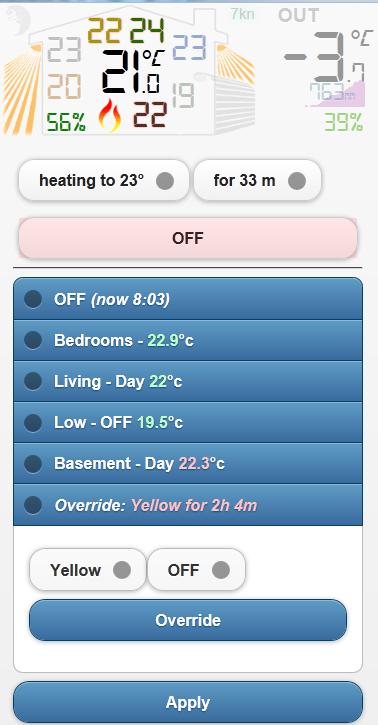 7kn OUT
22 24
23 21.0 °C 23 -3.7 °C
20 19 763mm
56% 22 39%
heating to 23° for 33 m
OFF
OFF (now 8:03)
Bedrooms - 22.9°c
Living - Day 22°c
Low - OFF 19.5°c
Basement - Day 22.3°c
Override: Yellow for 2h 4m
Yellow OFF
Override
Apply